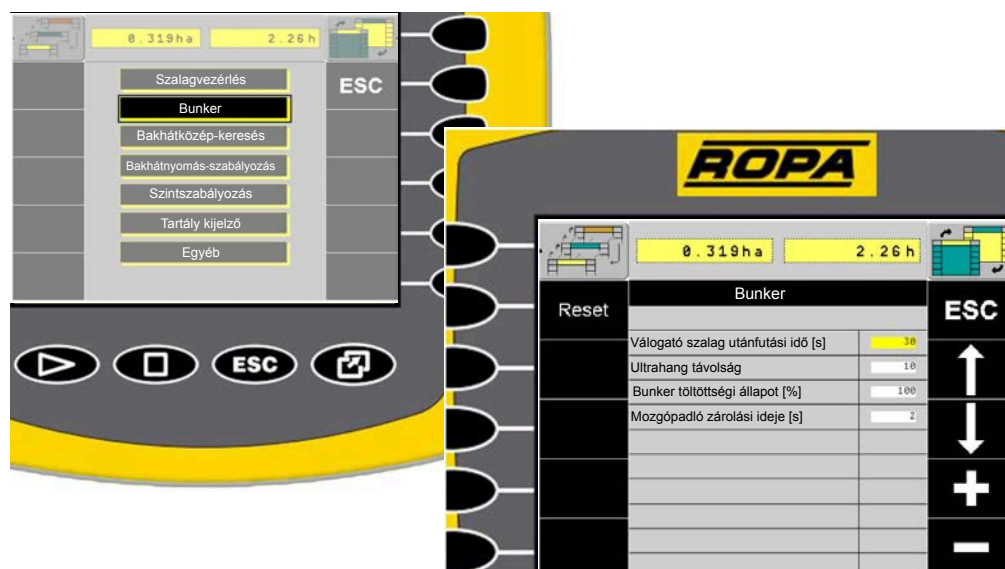 0.319ha 2.26h
Szalagvezérlés
ESC
Bunker
Bakhátközép-keresés
Bakhátnyomás-szabályozás
Szintszabályozás
Tartály kijelző
Egyéb
ESC
ROPA
0.319ha 2.26h
Reset
Bunker
ESC
Válogató szalag utánfutási idő [s] 30
Ultrahang távolság 10
Bunker töltöttségi állapot [%] 100
Mozgópadló zárolási ideje [s] 2